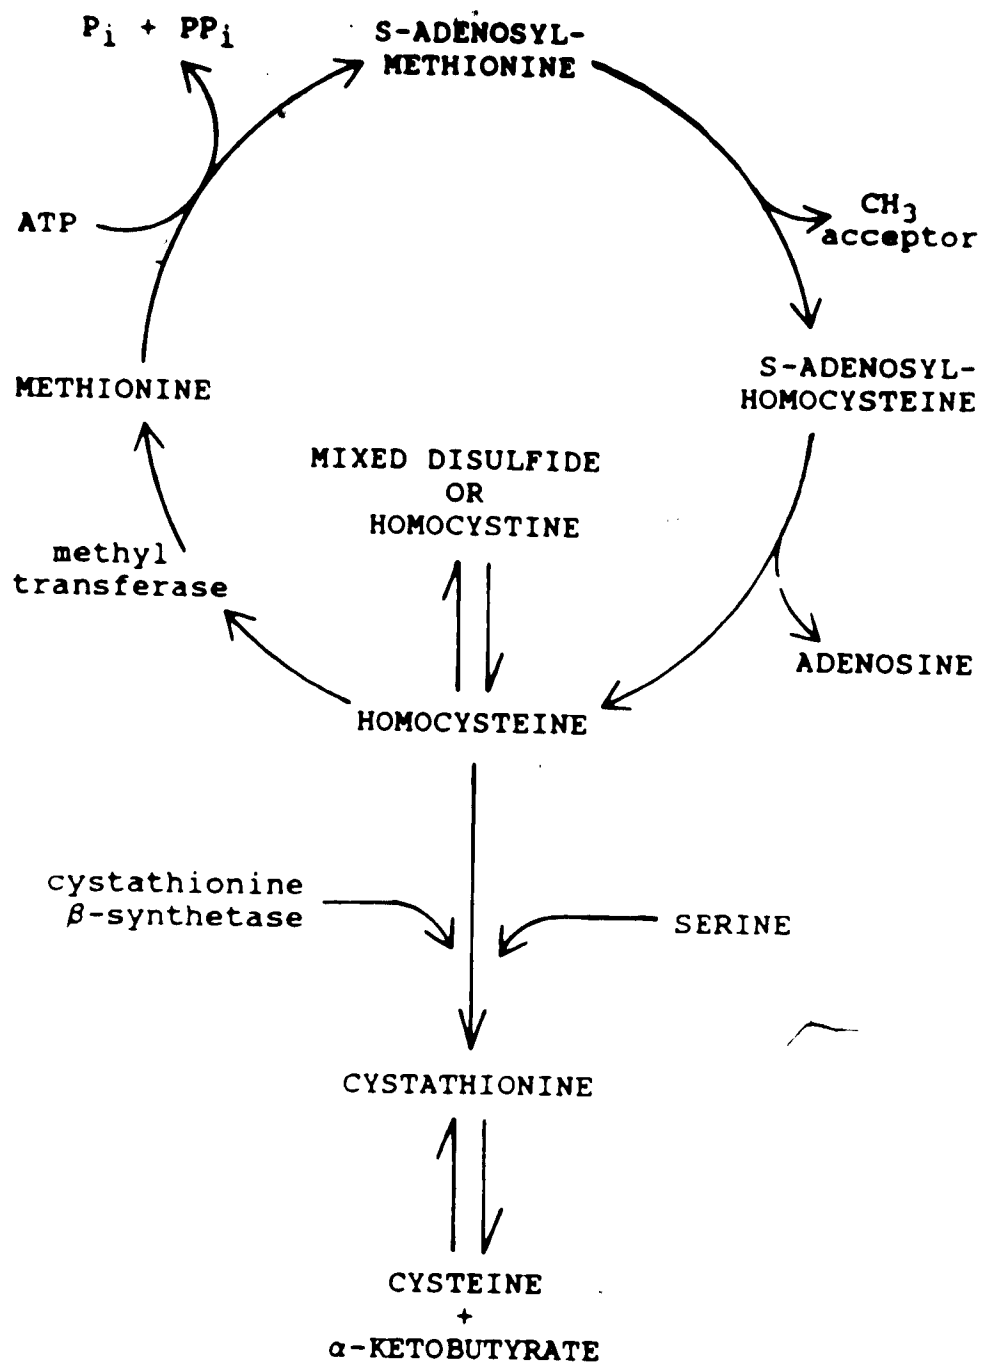 Pi + PPi
S-ADENOSYL-
METHIONINE
ATP
CH3
acceptor
METHIONINE
S-ADENOSYL-
HOMOCYSTEINE
MIXED DISULFIDE
OR
HOMOCYSTINE
methyl
transferase
ADENOSINE
HOMOCYSTEINE
cystathionine
β-synthetase
SERINE
CYSTATHIONINE
CYSTEINE
+
α-KETOBUTYRATE